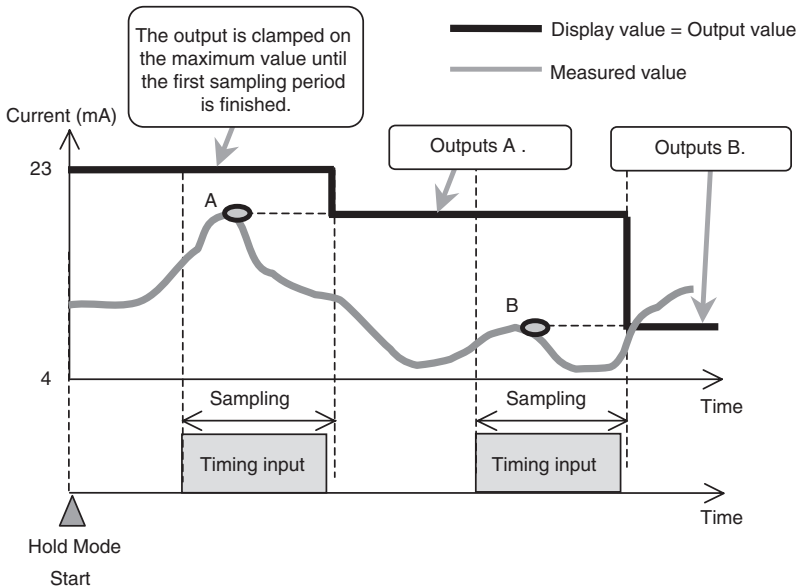 The output is clamped on
the maximum value until
the first sampling period
is finished.
Display value = Output value
Measured value
Current (mA)
Outputs A .
Outputs B.
23
A
B
4
Sampling
Sampling
Time
Timing input
Timing input
Time
Hold Mode
Start